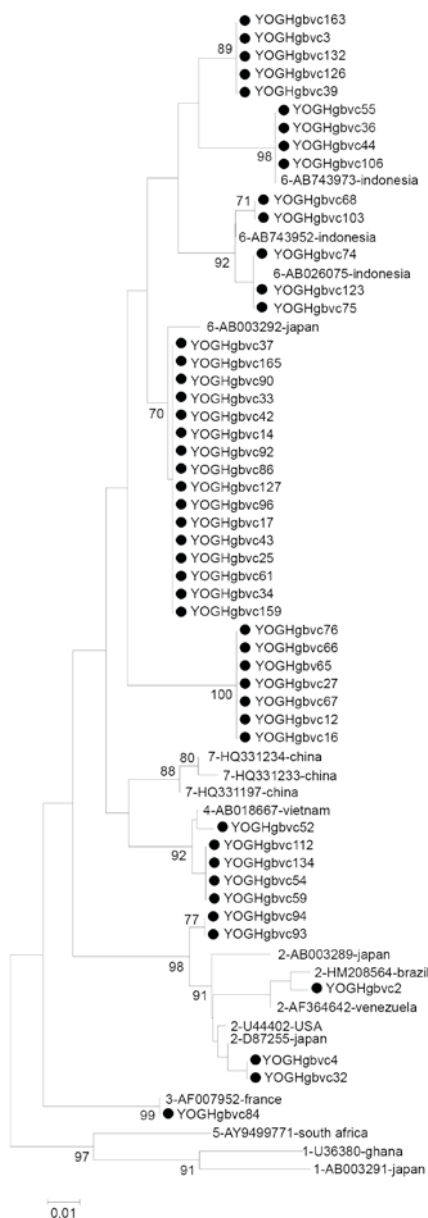 YOGHgbvc163
YOGHgbvc3
89
YOGHgbvc132
YOGHgbvc126
YOGHgbvc39
YOGHgbvc55
YOGHgbvc36
YOGHgbvc44
98
YOGHgbvc106
6-AB743973-indonesia
71
YOGHgbvc68
YOGHgbvc103
6-AB743952-indonesia
92
YOGHgbvc74
6-AB026075-indonesia
YOGHgbvc123
YOGHgbvc75
6-AB003292-japan
YOGHgbvc37
YOGHgbvc165
YOGHgbvc90
YOGHgbvc33
70
YOGHgbvc42
YOGHgbvc14
YOGHgbvc92
YOGHgbvc86
YOGHgbvc127
YOGHgbvc96
YOGHgbvc17
YOGHgbvc43
YOGHgbvc25
YOGHgbvc61
YOGHgbvc34
YOGHgbvc159
YOGHgbvc76
YOGHgbvc66
YOGHgbv65
100
YOGHgbvc27
YOGHgbvc67
YOGHgbvc12
YOGHgbvc16
80
7-HQ331234-china
88
7-HQ331233-china
7-HQ331197-china
4-AB018667-vietnam
YOGHgbvc52
92
YOGHgbvc112
YOGHgbvc134
YOGHgbvc54
YOGHgbvc59
77
YOGHgbvc94
YOGHgbvc93
98
2-AB003289-japan
91
2-HM208564-brazil
YOGHgbvc2
2-AF364642-venezuela
2-U44402-USA
2-D87255-japan
YOGHgbvc4
YOGHgbvc32
3-AF007952-france
99
YOGHgbvc84
5-AY9499771-south africa
97
1-U36380-ghana
91
1-AB003291-japan
0.01